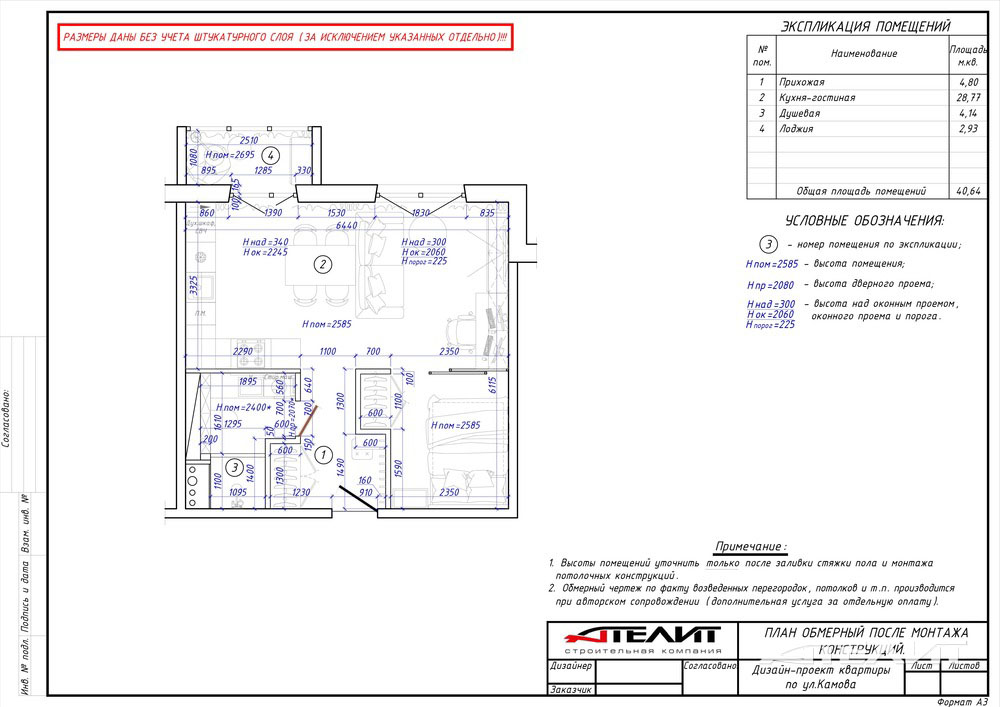 РАЗМЕРЫ ДАНЫ БЕЗ УЧЕТА ШТУКАТУРНОГО СЛОЯ (ЗА ИСКЛЮЧЕНИЕМ УКАЗАННЫХ ОТДЕЛЬНО)!!!
ЭКСПЛИКАЦИЯ ПОМЕЩЕНИЙ
№ пом. Наименование Площадь м.кв.
1 Прихожая 4,80
2 Кухня-гостиная 28,77
3 Душевая 4,14
4 Лоджия 2,93
Общая площадь помещений 40,64
УСЛОВНЫЕ ОБОЗНАЧЕНИЯ:
3 - номер помещения по экспликации;
H пом=2585 - высота помещения;
H пр=2080 - высота дверного проема;
H над=300 - высота над оконным проемом,
H ок=2060 оконного проема и порога.
H порог=225
2510
1080
H пом=2695
4
895 1285 330
165
100
860 1390 1530 1830 835
6440
Дух.шкаф,
СВЧ
H над=340
H ок=2245
H над=300
H ок=2060
H порог=225
2
3325
П.М.
H пом=2585
2290 1100 700 2350
1895
560
640
100
6115
H пом=2400*
700
H пр=2070*
700
1300
1100
600
1610
1295
600
50
H пом=2585
200
150
600
3
1
600
1100
1400
1300
1490
1590
160
1095 1230 910 2350
Примечание:
1. Высоты помещений уточнить только после заливки стяжки пола и монтажа
потолочных конструкций.
2. Обмерный чертеж по факту возведенных перегородок, потолков и т.п. производится
при авторском сопровождении (дополнительная услуга за отдельную оплату).
АТЕЛИТ
строительная компания
ПЛАН ОБМЕРНЫЙ ПОСЛЕ МОНТАЖА
КОНСТРУКЦИЙ.
Дизайнер Согласовано
Заказчик
Дизайн-проект квартиры
по ул.Камова
Лист Листов
Формат А3
Согласовано:
Взам. инв. №
Подпись и дата
Инв. № подл.
АТЕЛИТ